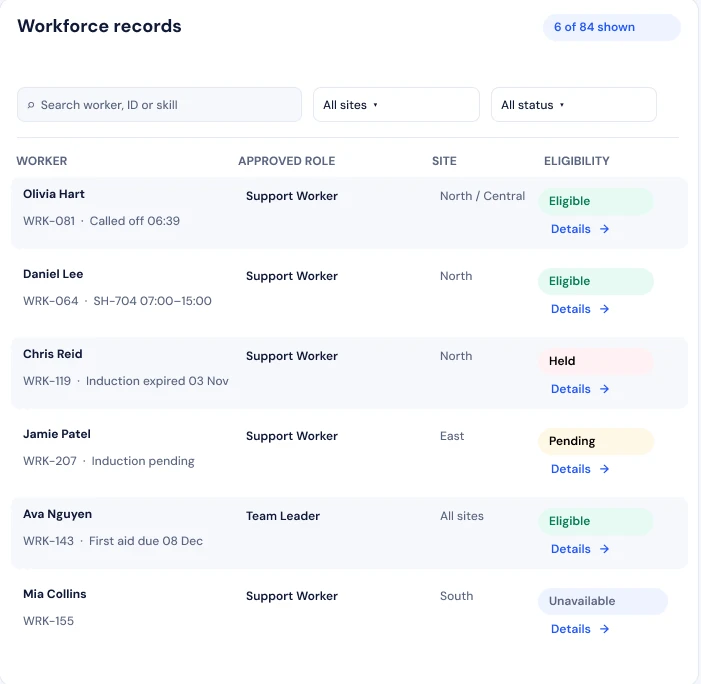 Workforce records
6 of 84 shown
Search worker, ID or skill
All sites ▾
All status ▾
WORKER APPROVED ROLE SITE ELIGIBILITY
Olivia Hart Support Worker North / Central Eligible
WRK-081 · Called off 06:39 Details →
Daniel Lee Support Worker North Eligible
WRK-064 · SH-704 07:00–15:00 Details →
Chris Reid Support Worker North Held
WRK-119 · Induction expired 03 Nov Details →
Jamie Patel Support Worker East Pending
WRK-207 · Induction pending Details →
Ava Nguyen Team Leader All sites Eligible
WRK-143 · First aid due 08 Dec Details →
Mia Collins Support Worker South Unavailable
WRK-155 Details →